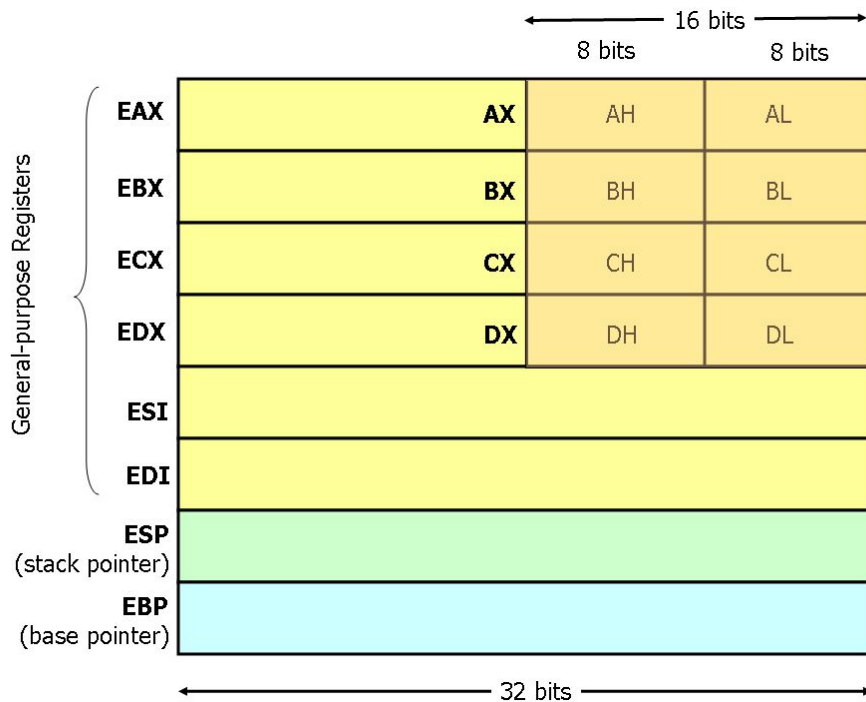 16 bits
8 bits 8 bits
EAX AX AH AL
EBX BX BH BL
ECX CX CH CL
EDX DX DH DL
ESI
EDI
General-purpose Registers
ESP
(stack pointer)
EBP
(base pointer)
32 bits